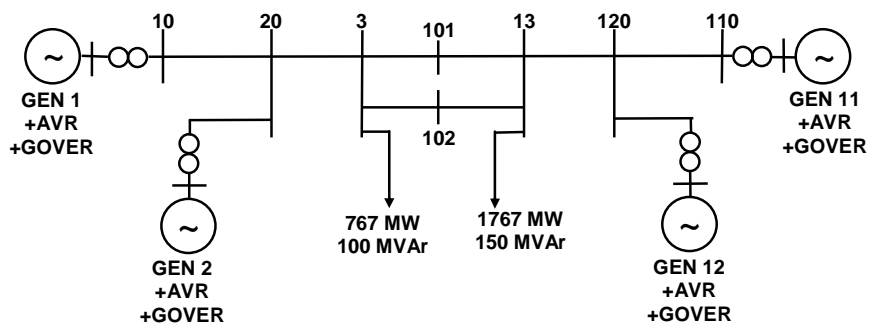 10
20
3
101
13
120
110
~
~
GEN 1
+AVR
+GOVER
102
GEN 11
+AVR
+GOVER
767 MW
100 MVAr
1767 MW
150 MVAr
~
~
GEN 2
+AVR
+GOVER
GEN 12
+AVR
+GOVER